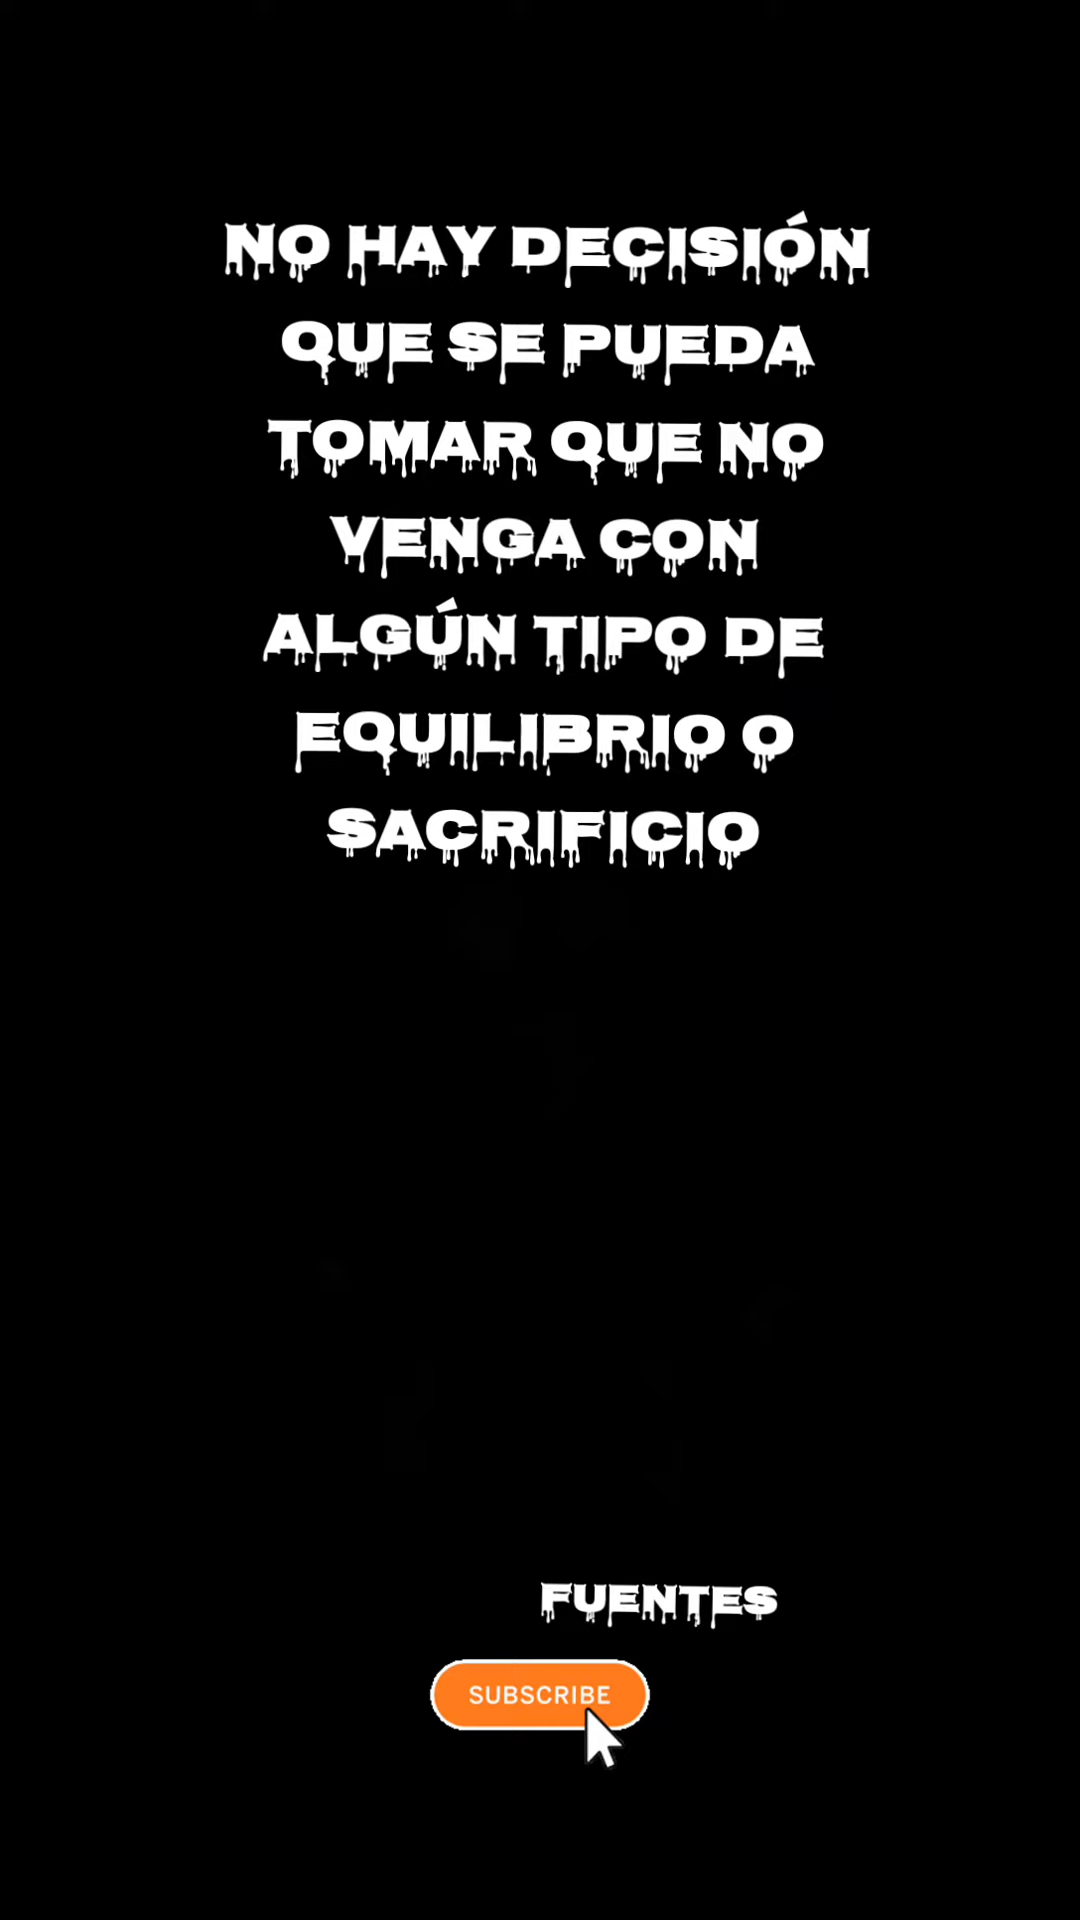 NO HAY DECISIÓN
QUE SE PUEDA
TOMAR QUE NO
VENGA CON
ALGÚN TIPO DE
EQUILIBRIO O
SACRIFICIO
FUENTES
SUBSCRIBE